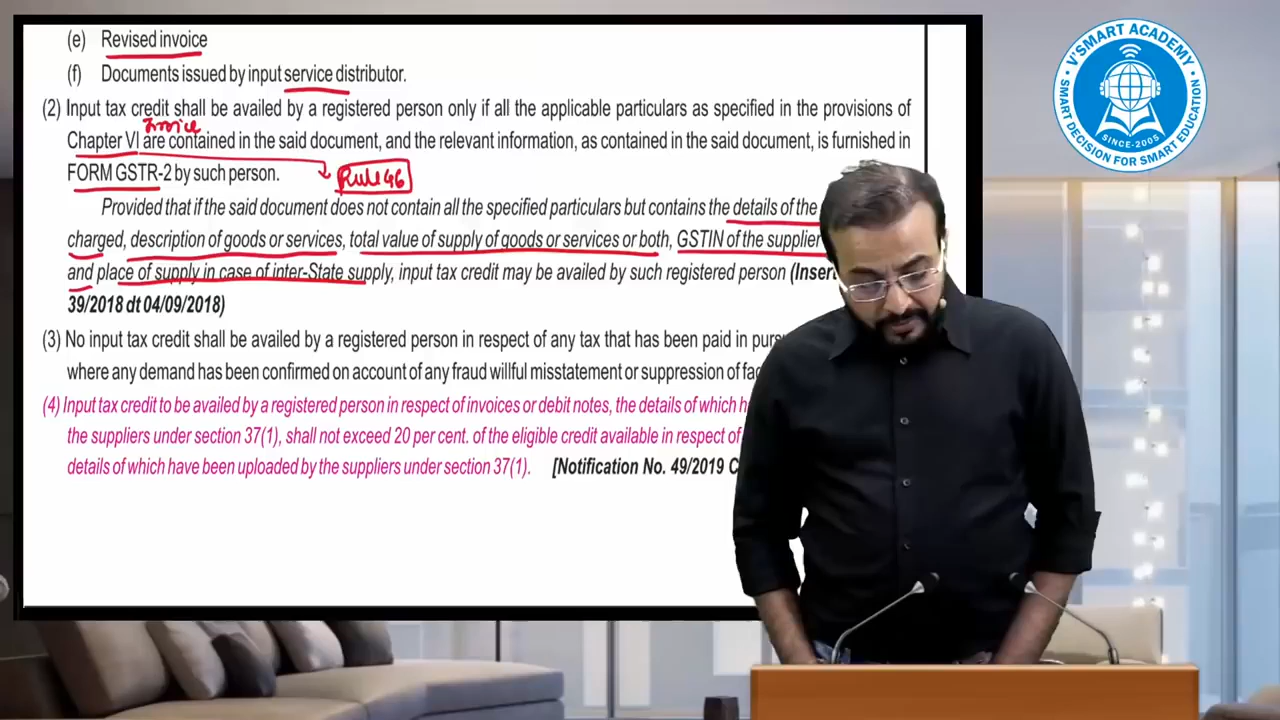 (e) Revised invoice
(f) Documents issued by input service distributor.
(2) Input tax credit shall be availed by a registered person only if all the applicable particulars as specified in the provisions of
Invoice
Chapter VI are contained in the said document, and the relevant information, as contained in the said document, is furnished in
FORM GSTR-2 by such person.
Rule 46
Provided that if the said document does not contain all the specified particulars but contains the details of the
charged, description of goods or services, total value of supply of goods or services or both, GSTIN of the supplier
and place of supply in case of inter-State supply, input tax credit may be availed by such registered person (Insert
39/2018 dt 04/09/2018)
(3) No input tax credit shall be availed by a registered person in respect of any tax that has been paid in
where any demand has been confirmed on account of any fraud willful misstatement or suppression of
(4) Input tax credit to be availed by a registered person in respect of invoices or debit notes, the details of which
the suppliers under section 37(1), shall not exceed 20 per cent. of the eligible credit available in respect of
details of which have been uploaded by the suppliers under section 37(1). [Notification No. 49/2019
V'SMART ACADEMY
SINCE-2005
SMART DECISION FOR SMART EDUCATION